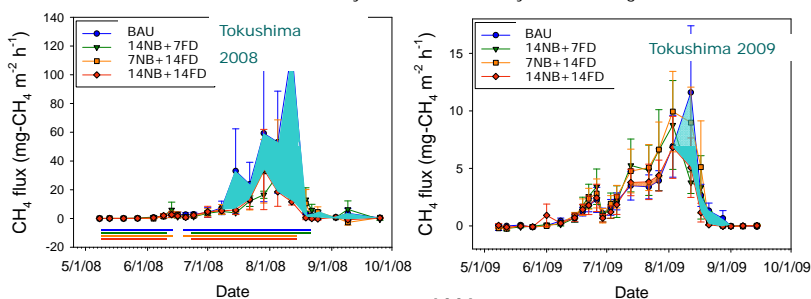 BAU
14NB+7FD
7NB+14FD
14NB+14FD
Tokushima
2008
CH4 flux (mg-CH4 m-2 h-1)
100
80
60
40
20
0
-20
5/1/08 6/1/08 7/1/08 8/1/08 9/1/08 10/1/08
Date
BAU
14NB+7FD
7NB+14FD
14NB+14FD
Tokushima 2009
CH4 flux (mg-CH4 m-2 h-1)
15
10
5
0
5/1/09 6/1/09 7/1/09 8/1/09 9/1/09 10/1/09
Date